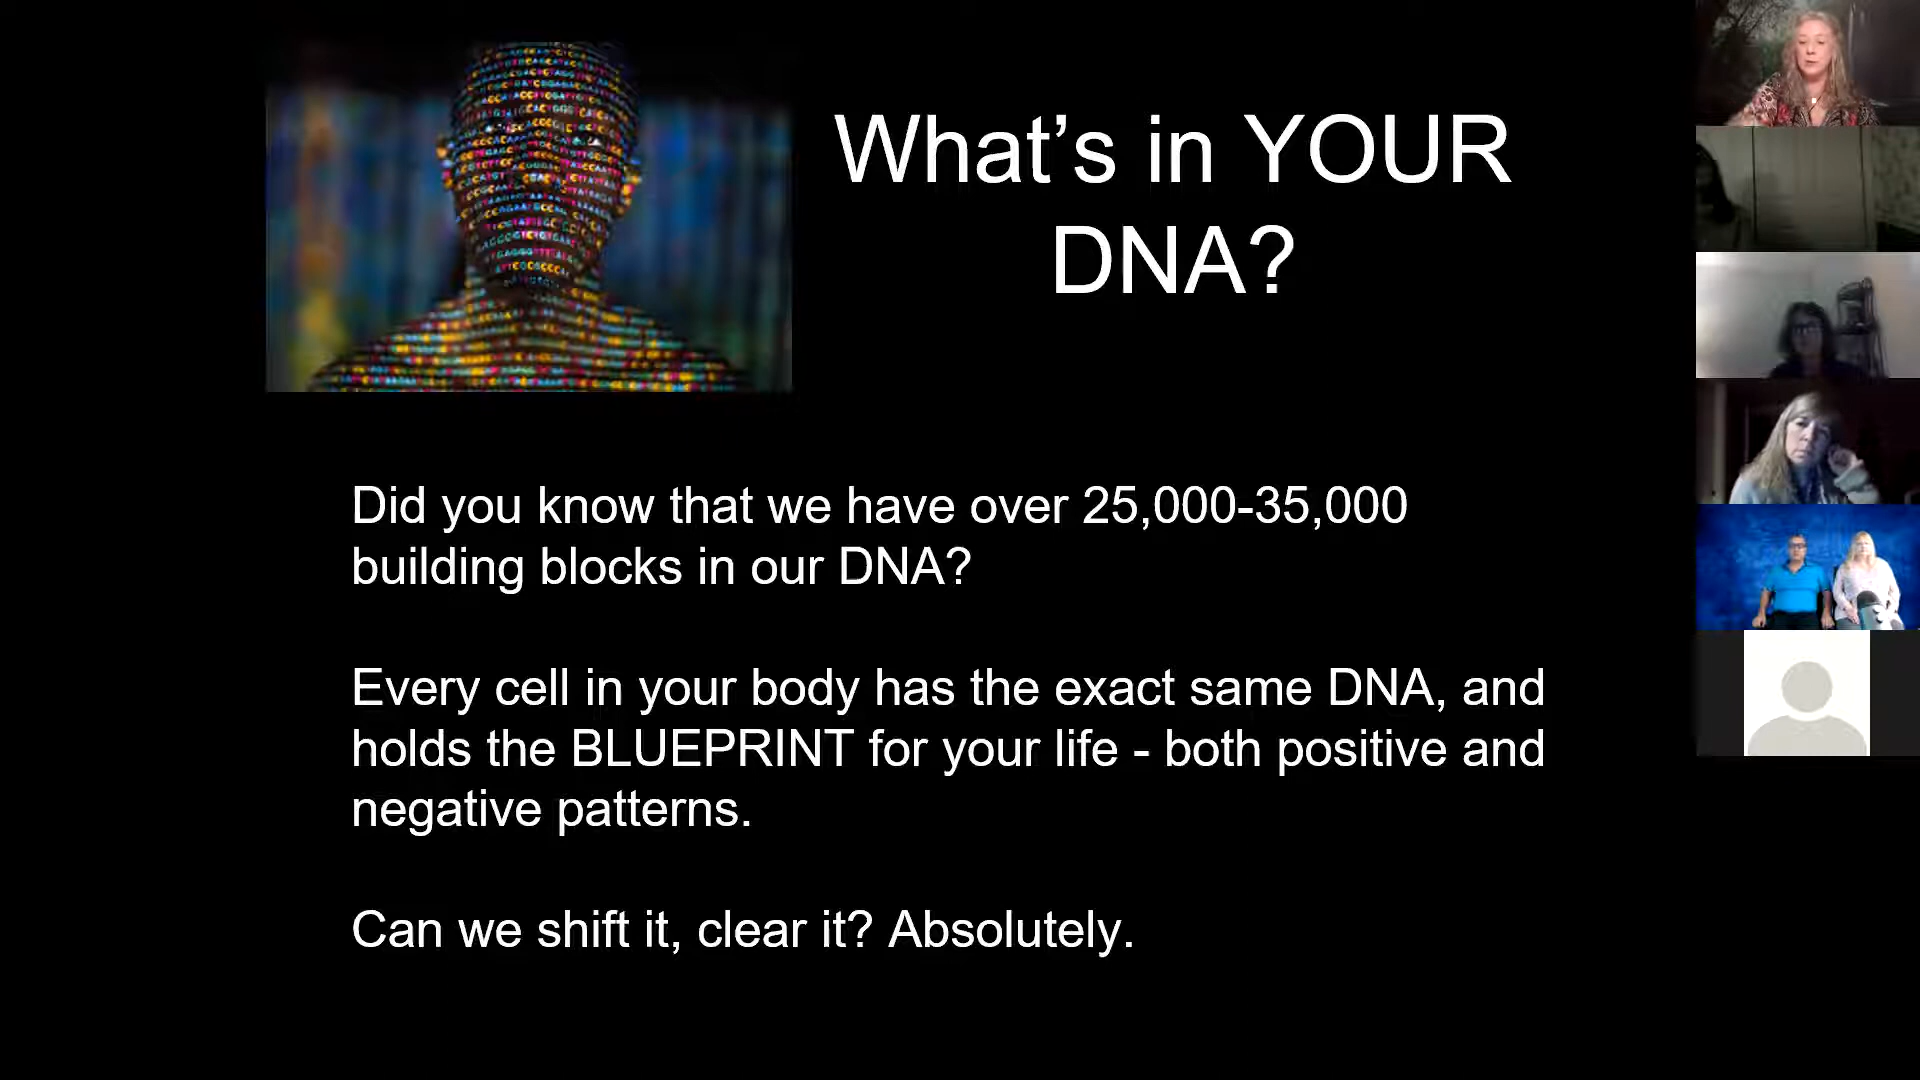 What’s in YOUR
DNA?
Did you know that we have over 25,000-35,000
building blocks in our DNA?
Every cell in your body has the exact same DNA, and
holds the BLUEPRINT for your life - both positive and
negative patterns.
Can we shift it, clear it? Absolutely.